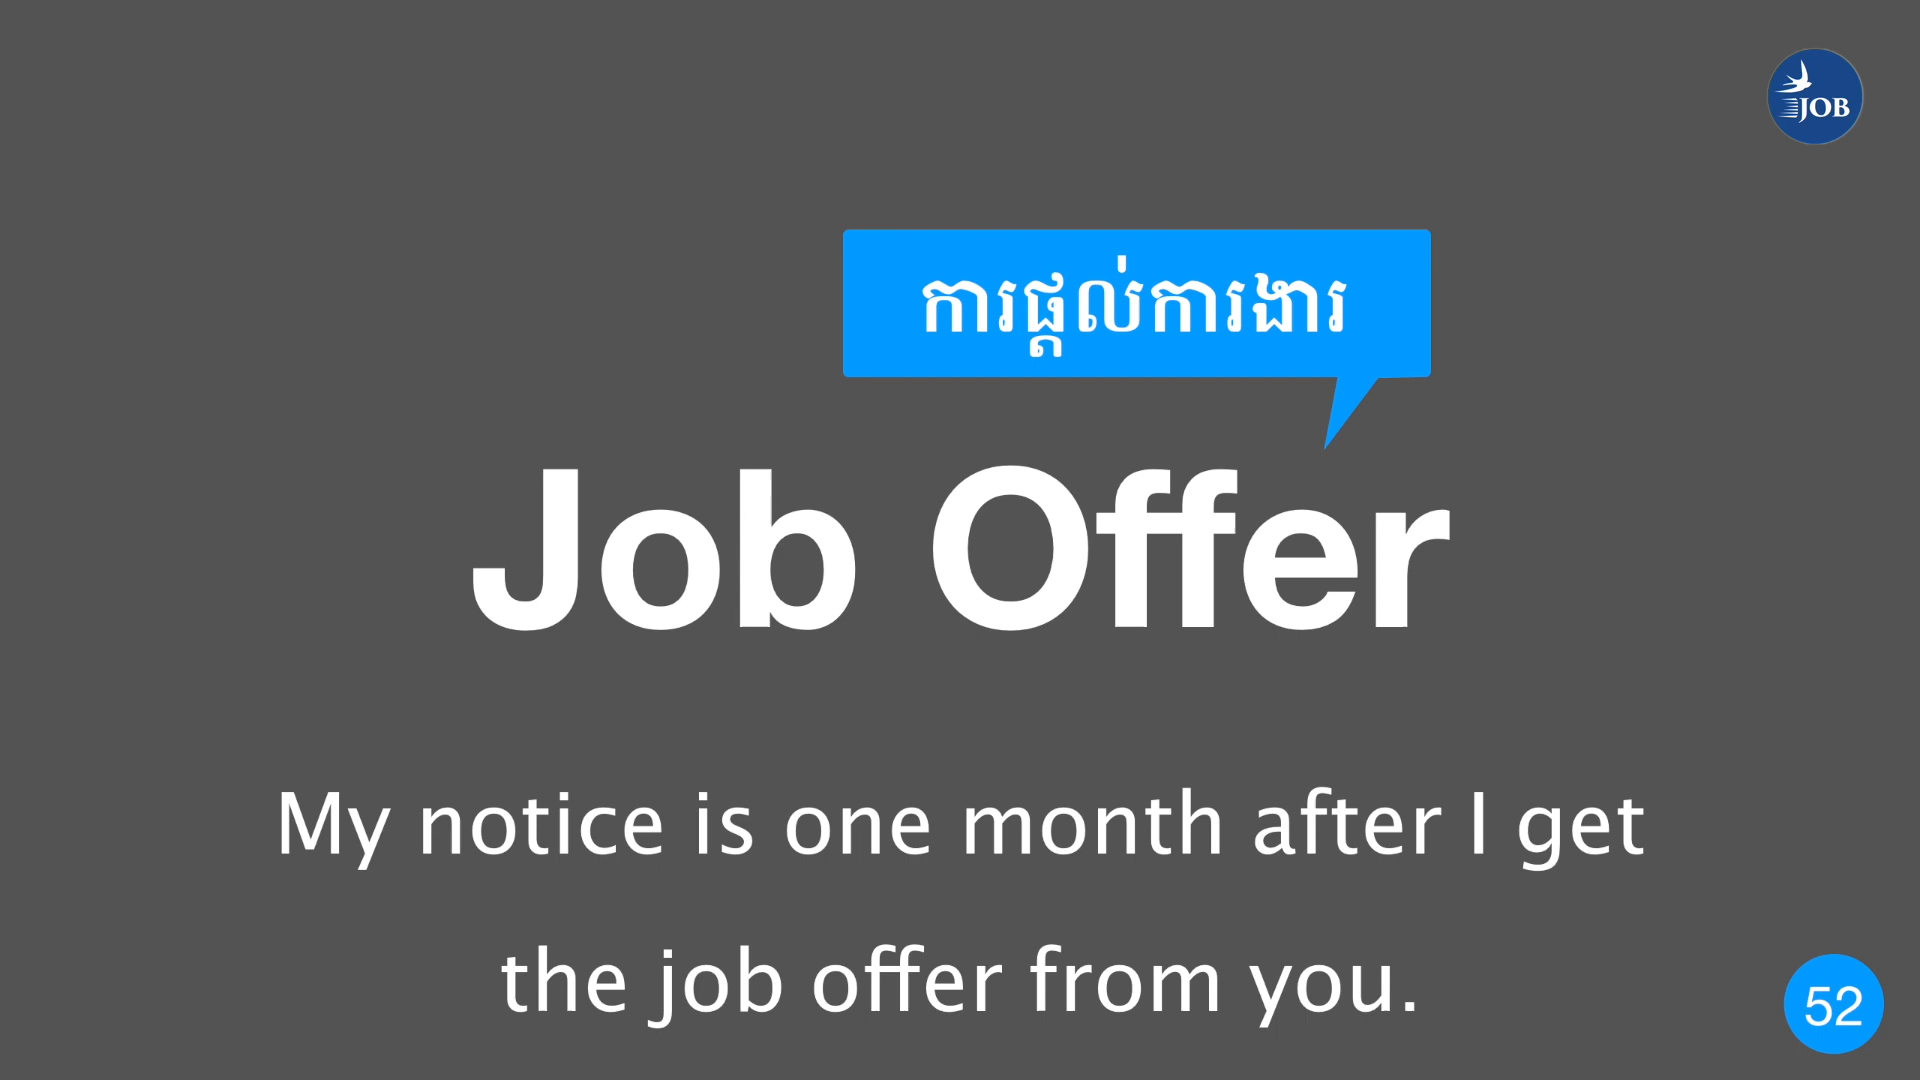 JOB
ការផ្ដល់ការងារ
Job Offer
My notice is one month after I get
the job offer from you.
52